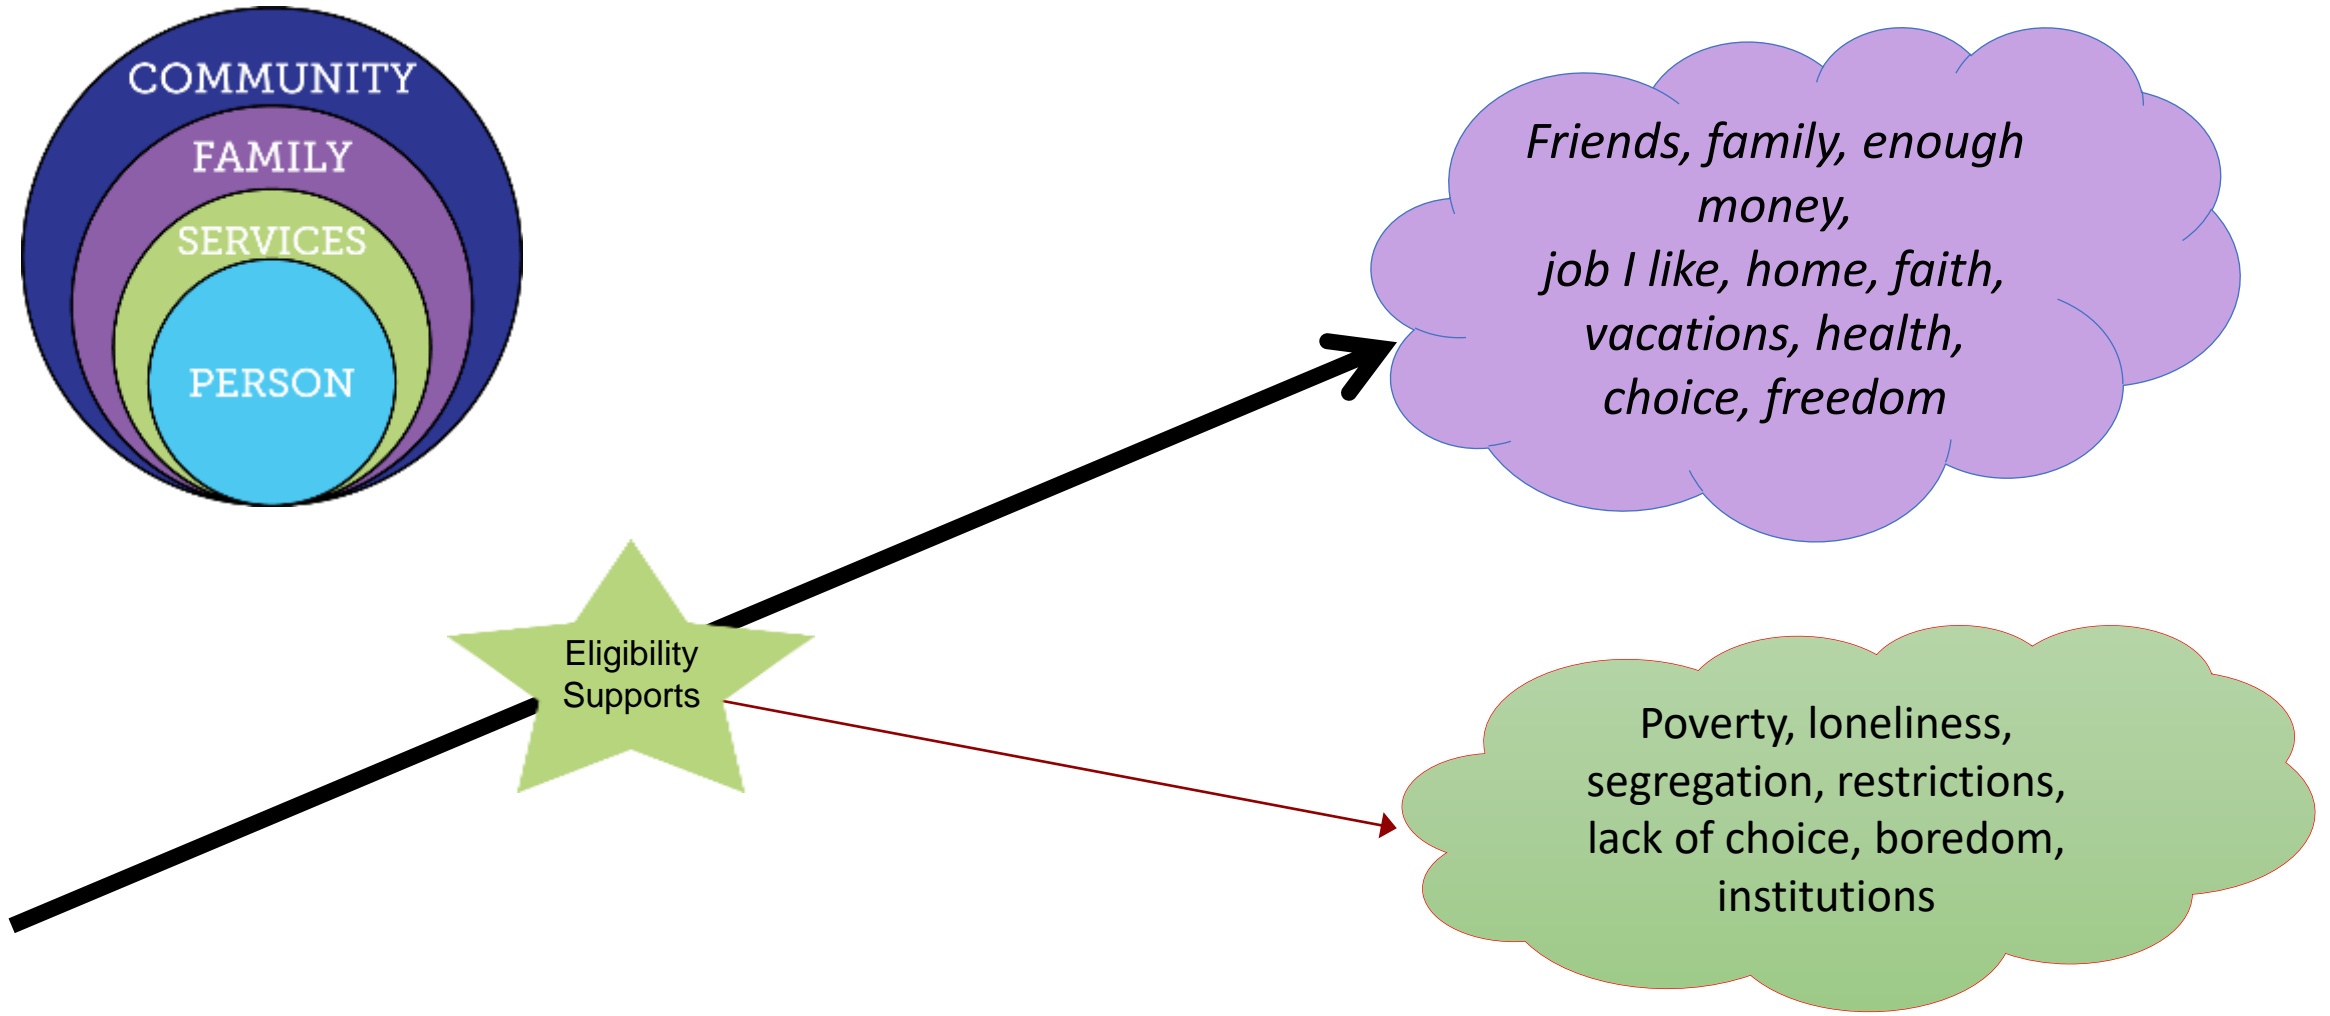 COMMUNITY
FAMILY
SERVICES
PERSON
Friends, family, enough
money,
job I like, home, faith,
vacations, health,
choice, freedom
Eligibility
Supports
Poverty, loneliness,
segregation, restrictions,
lack of choice, boredom,
institutions